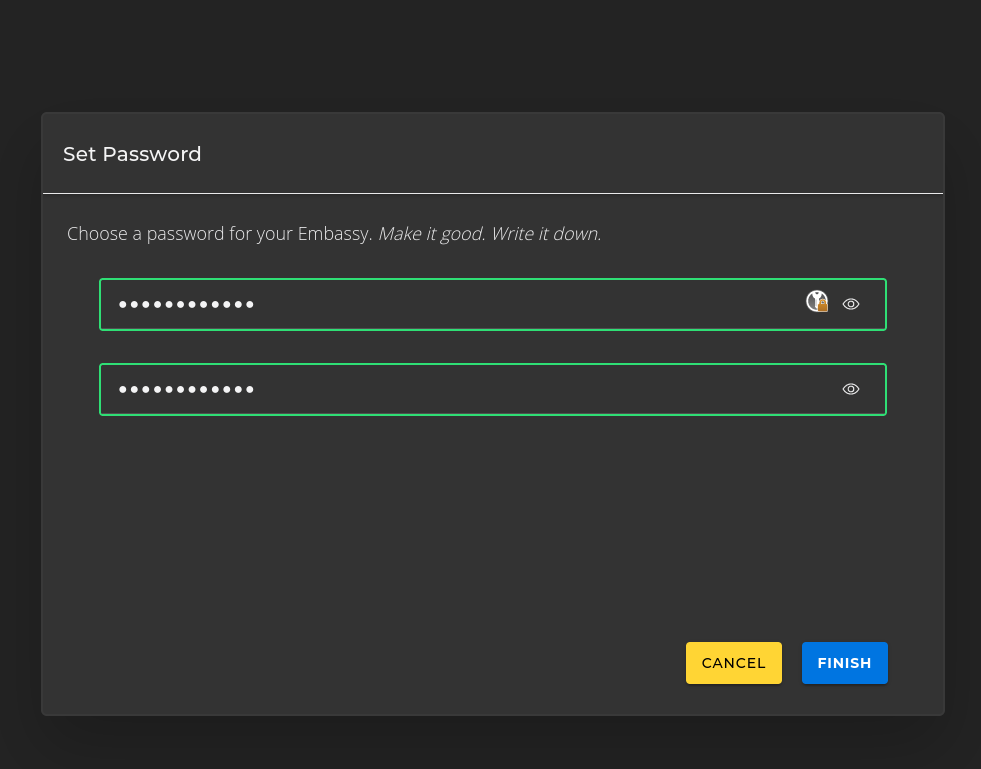 Set Password
Choose a password for your Embassy. Make it good. Write it down.
••••••••••••
••••••••••••
CANCEL FINISH